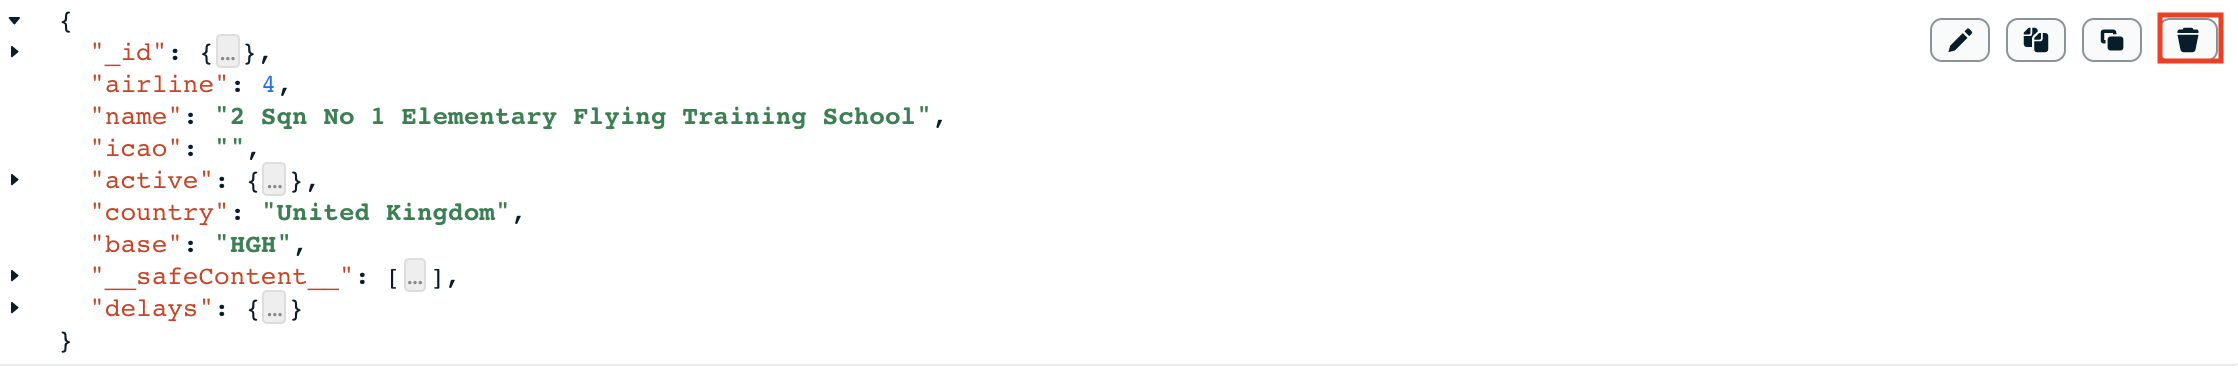 {
"_id": {…},
"airline": 4,
"name": "2 Sqn No 1 Elementary Flying Training School",
"icao": "",
"active": {…},
"country": "United Kingdom",
"base": "HGH",
"__safeContent__": […],
"delays": {…}
}